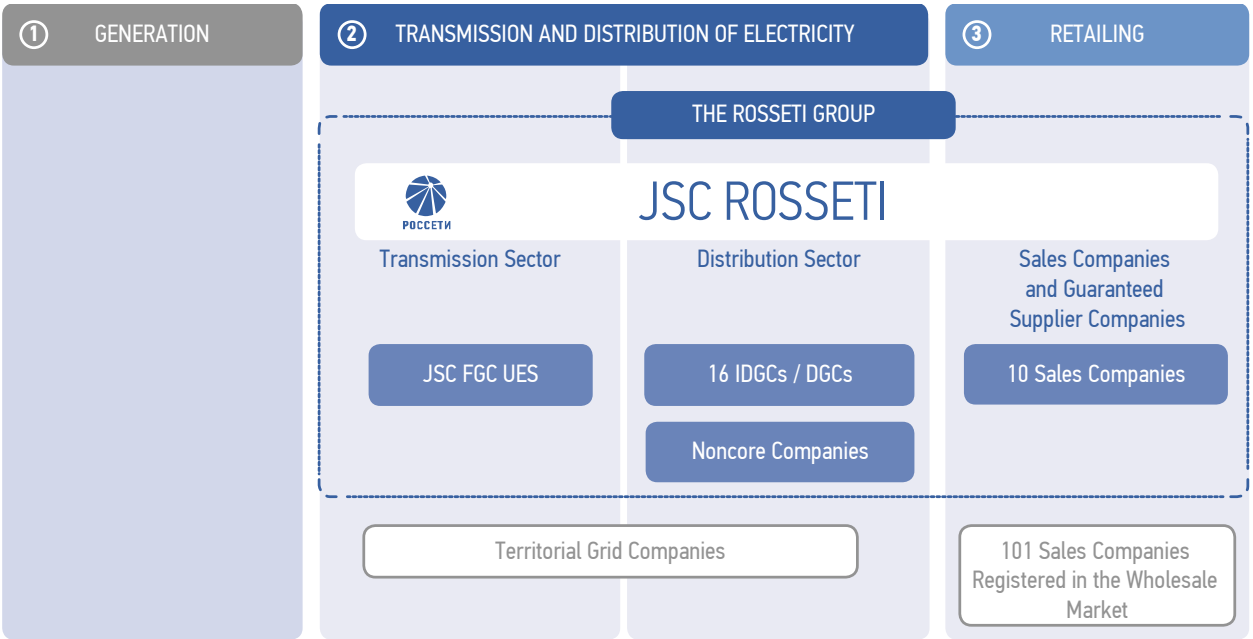 1 GENERATION
2 TRANSMISSION AND DISTRIBUTION OF ELECTRICITY
3 RETAILING
THE ROSSETI GROUP
РОССЕТИ
JSC ROSSETI
Transmission Sector
Distribution Sector
Sales Companies
and Guaranteed
Supplier Companies
JSC FGC UES
16 IDGCs / DGCs
10 Sales Companies
Noncore Companies
Territorial Grid Companies
101 Sales Companies
Registered in the Wholesale
Market